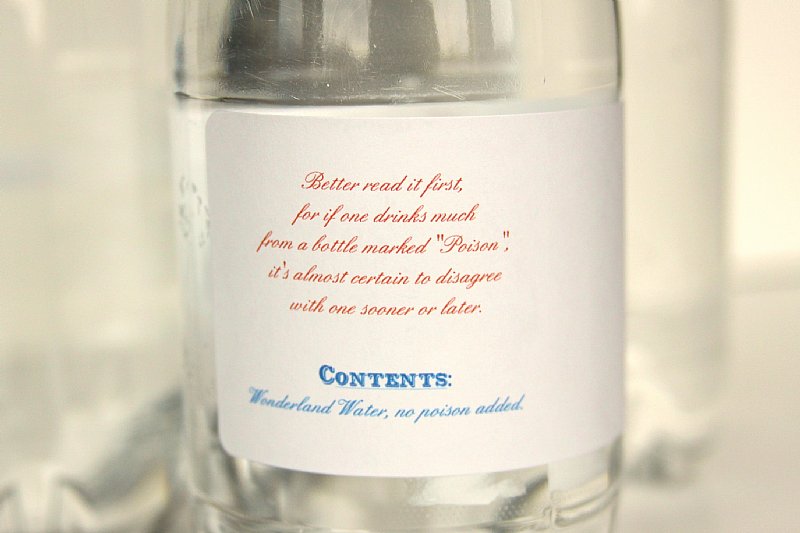 Better read it first,
for if one drinks much
from a bottle marked "Poison",
it's almost certain to disagree
with one sooner or later.
CONTENTS:
Wonderland Water, no poison added.